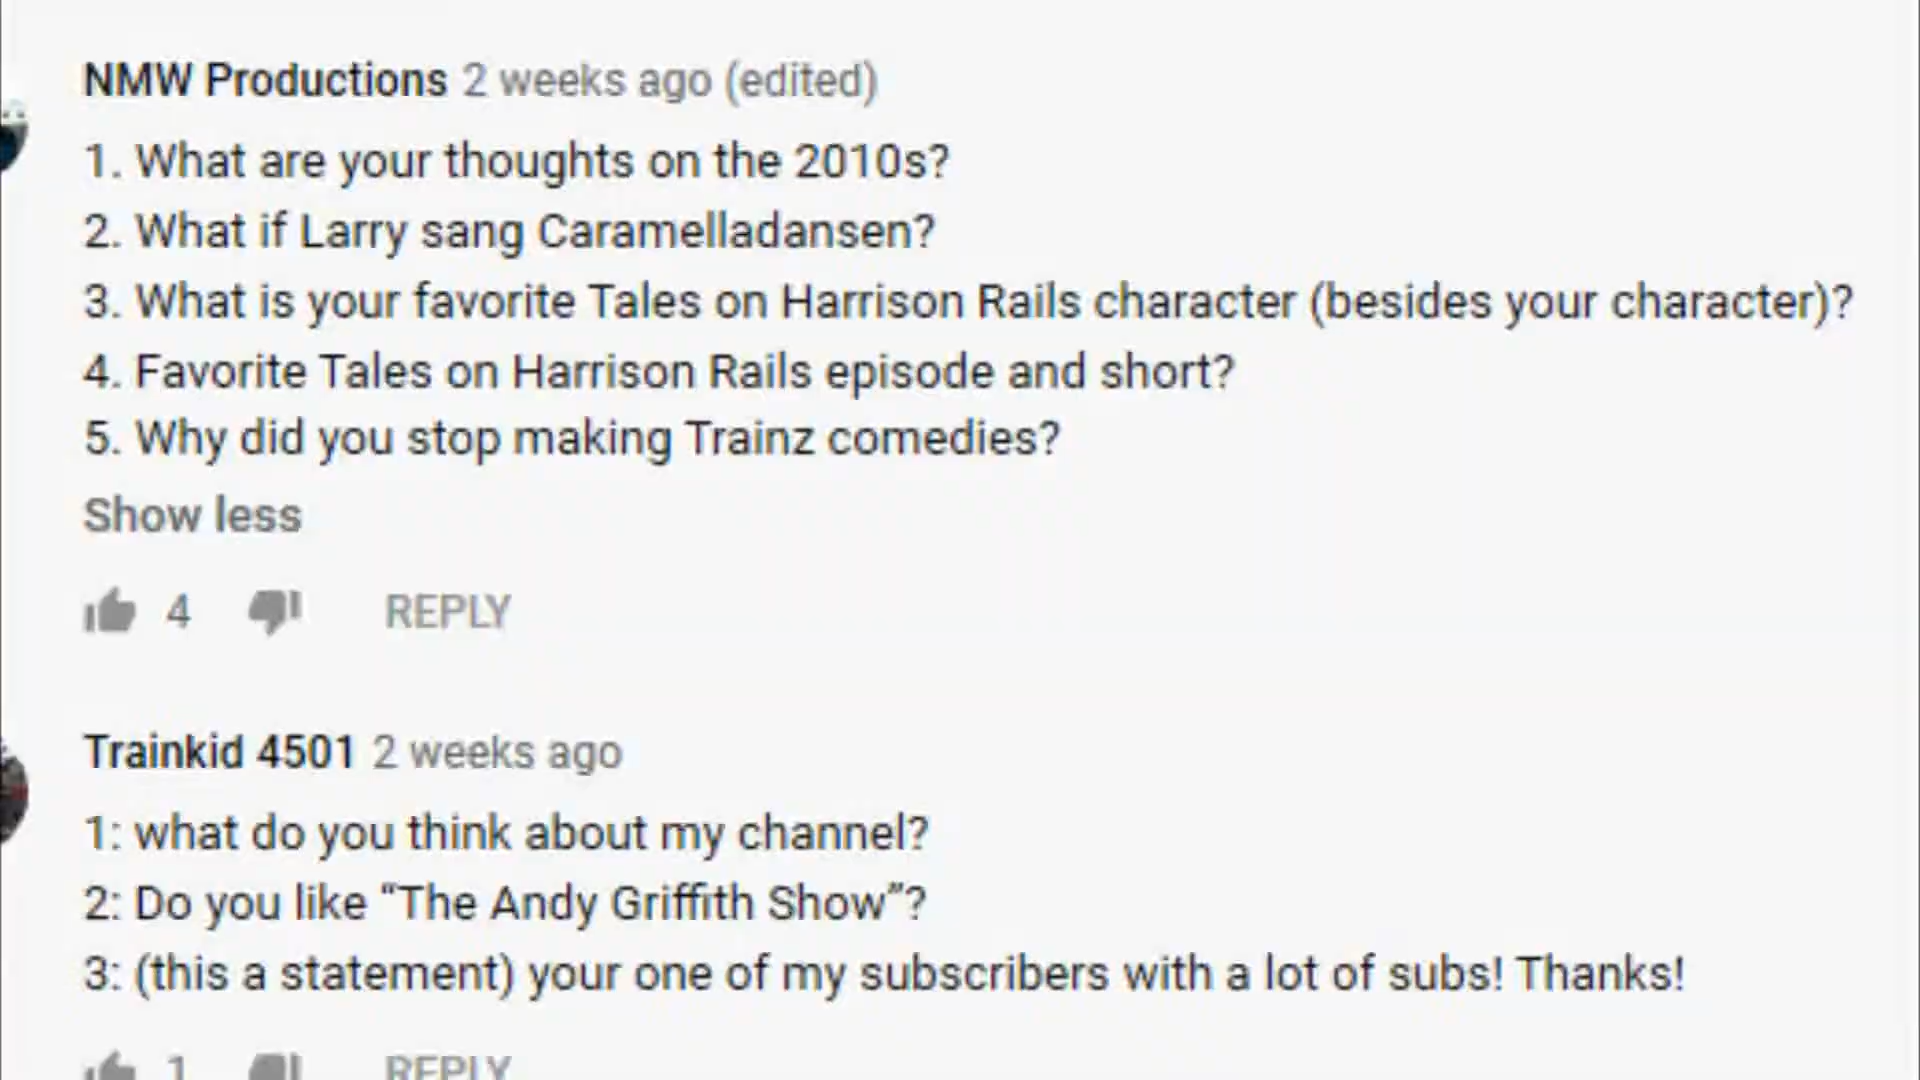 NMW Productions 2 weeks ago (edited)
1. What are your thoughts on the 2010s?
2. What if Larry sang Caramelladansen?
3. What is your favorite Tales on Harrison Rails character (besides your character)?
4. Favorite Tales on Harrison Rails episode and short?
5. Why did you stop making Trainz comedies?
Show less
4 REPLY
Trainkid 4501 2 weeks ago
1: what do you think about my channel?
2: Do you like “The Andy Griffith Show”?
3: (this a statement) your one of my subscribers with a lot of subs! Thanks!
1 REPLY